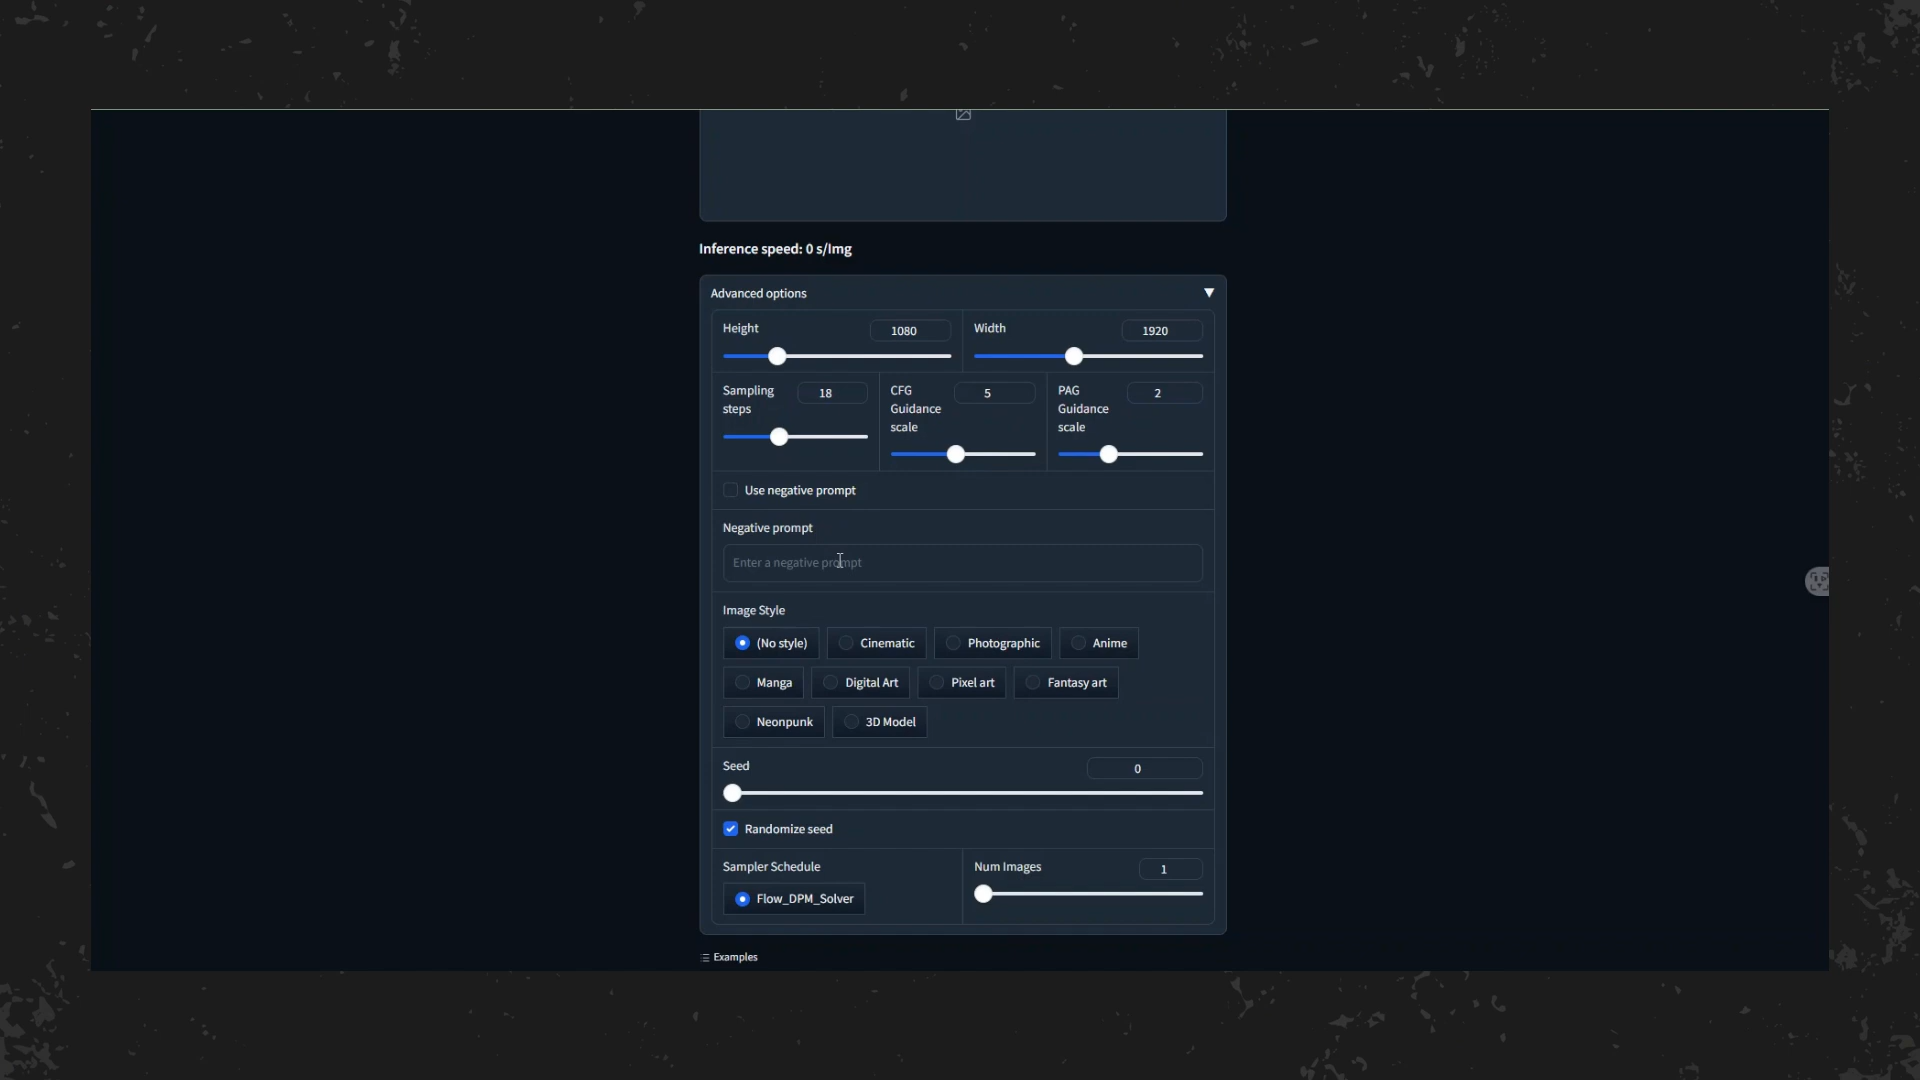 Inference speed: 0 s/Img
Advanced options
Height 1080 Width 1920
Sampling steps 18 CFG Guidance scale 5 PAG Guidance scale 2
Use negative prompt
Negative prompt
Enter a negative prompt
Image Style
(No style) Cinematic Photographic Anime
Manga Digital Art Pixel art Fantasy art
Neonpunk 3D Model
Seed 0
Randomize seed
Sampler Schedule Num Images 1
Flow_DPM_Solver
Examples